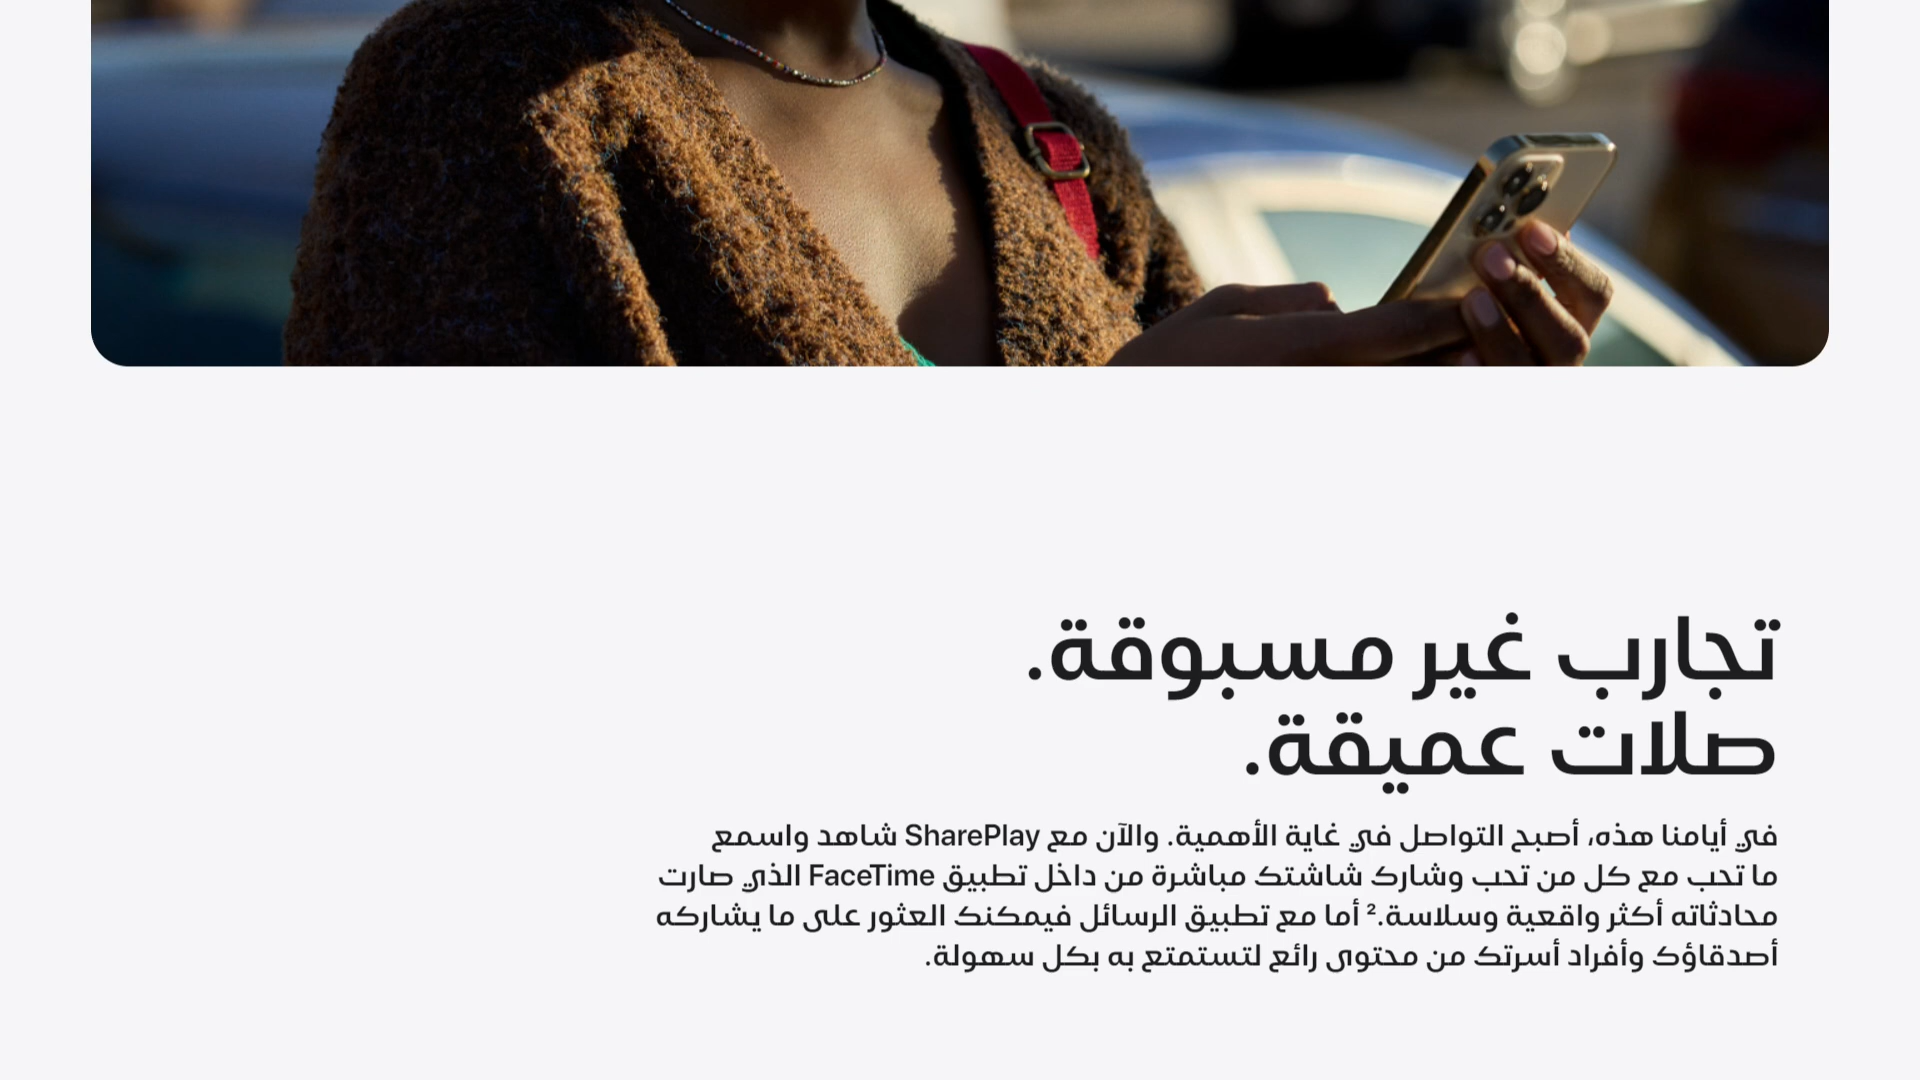 تجارب غير مسبوقة.
صلات عميقة.
في أيامنا هذه، أصبح التواصل في غاية الأهمية. والآن مع SharePlay شاهد واسمع
ما تحب مع كل من تحب وشارك شاشتك مباشرة من داخل تطبيق FaceTime الذي صارت
محادثاته أكثر واقعية وسلاسة.² أما مع تطبيق الرسائل فيمكنك العثور على ما يشاركه
أصدقاؤك وأفراد أسرتك من محتوى رائع لتستمتع به بكل سهولة.